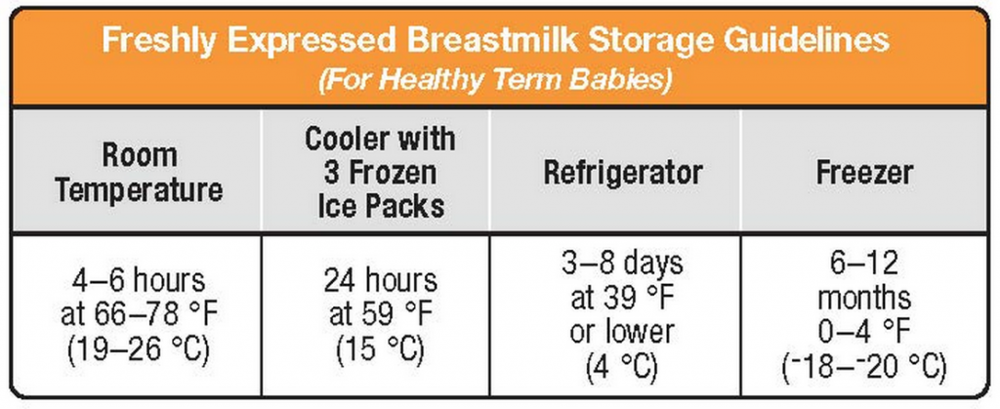 Freshly Expressed Breastmilk Storage Guidelines
(For Healthy Term Babies)
Room
Temperature
Cooler with
3 Frozen
Ice Packs
Refrigerator
Freezer
4–6 hours
at 66–78 °F
(19–26 °C)
24 hours
at 59 °F
(15 °C)
3–8 days
at 39 °F
or lower
(4 °C)
6–12
months
0–4 °F
(⁻18–⁻20 °C)